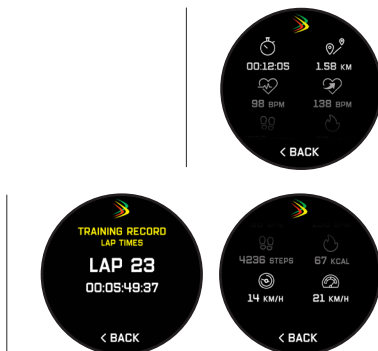 00:12:05 1.58 KM
98 BPM 138 BPM
< BACK
TRAINING RECORD
LAP TIMES
LAP 23
00:05:49:37
< BACK
4236 STEPS 67 KCAL
14 KM/H 21 KM/H
< BACK